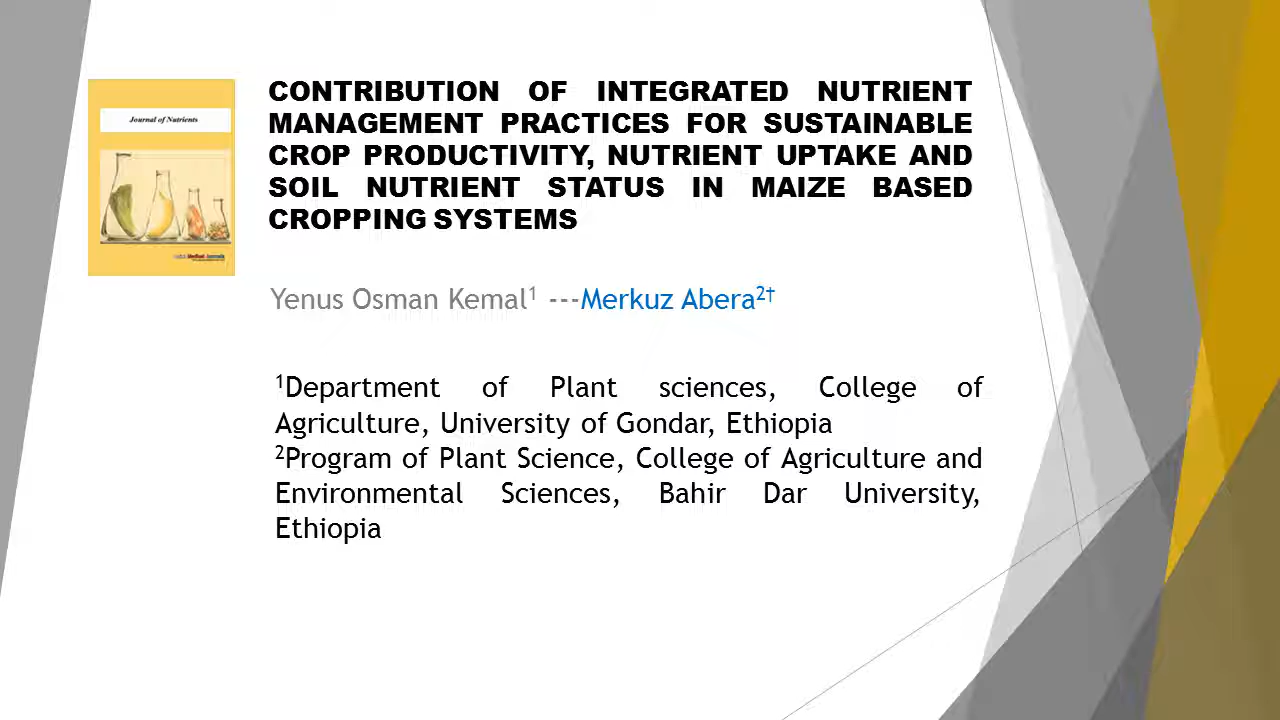 Journal of Nutrients
CONTRIBUTION OF INTEGRATED NUTRIENT
MANAGEMENT PRACTICES FOR SUSTAINABLE
CROP PRODUCTIVITY, NUTRIENT UPTAKE AND
SOIL NUTRIENT STATUS IN MAIZE BASED
CROPPING SYSTEMS
Yenus Osman Kemal¹ ---Merkuz Abera²†
¹Department of Plant sciences, College of
Agriculture, University of Gondar, Ethiopia
²Program of Plant Science, College of Agriculture and
Environmental Sciences, Bahir Dar University,
Ethiopia